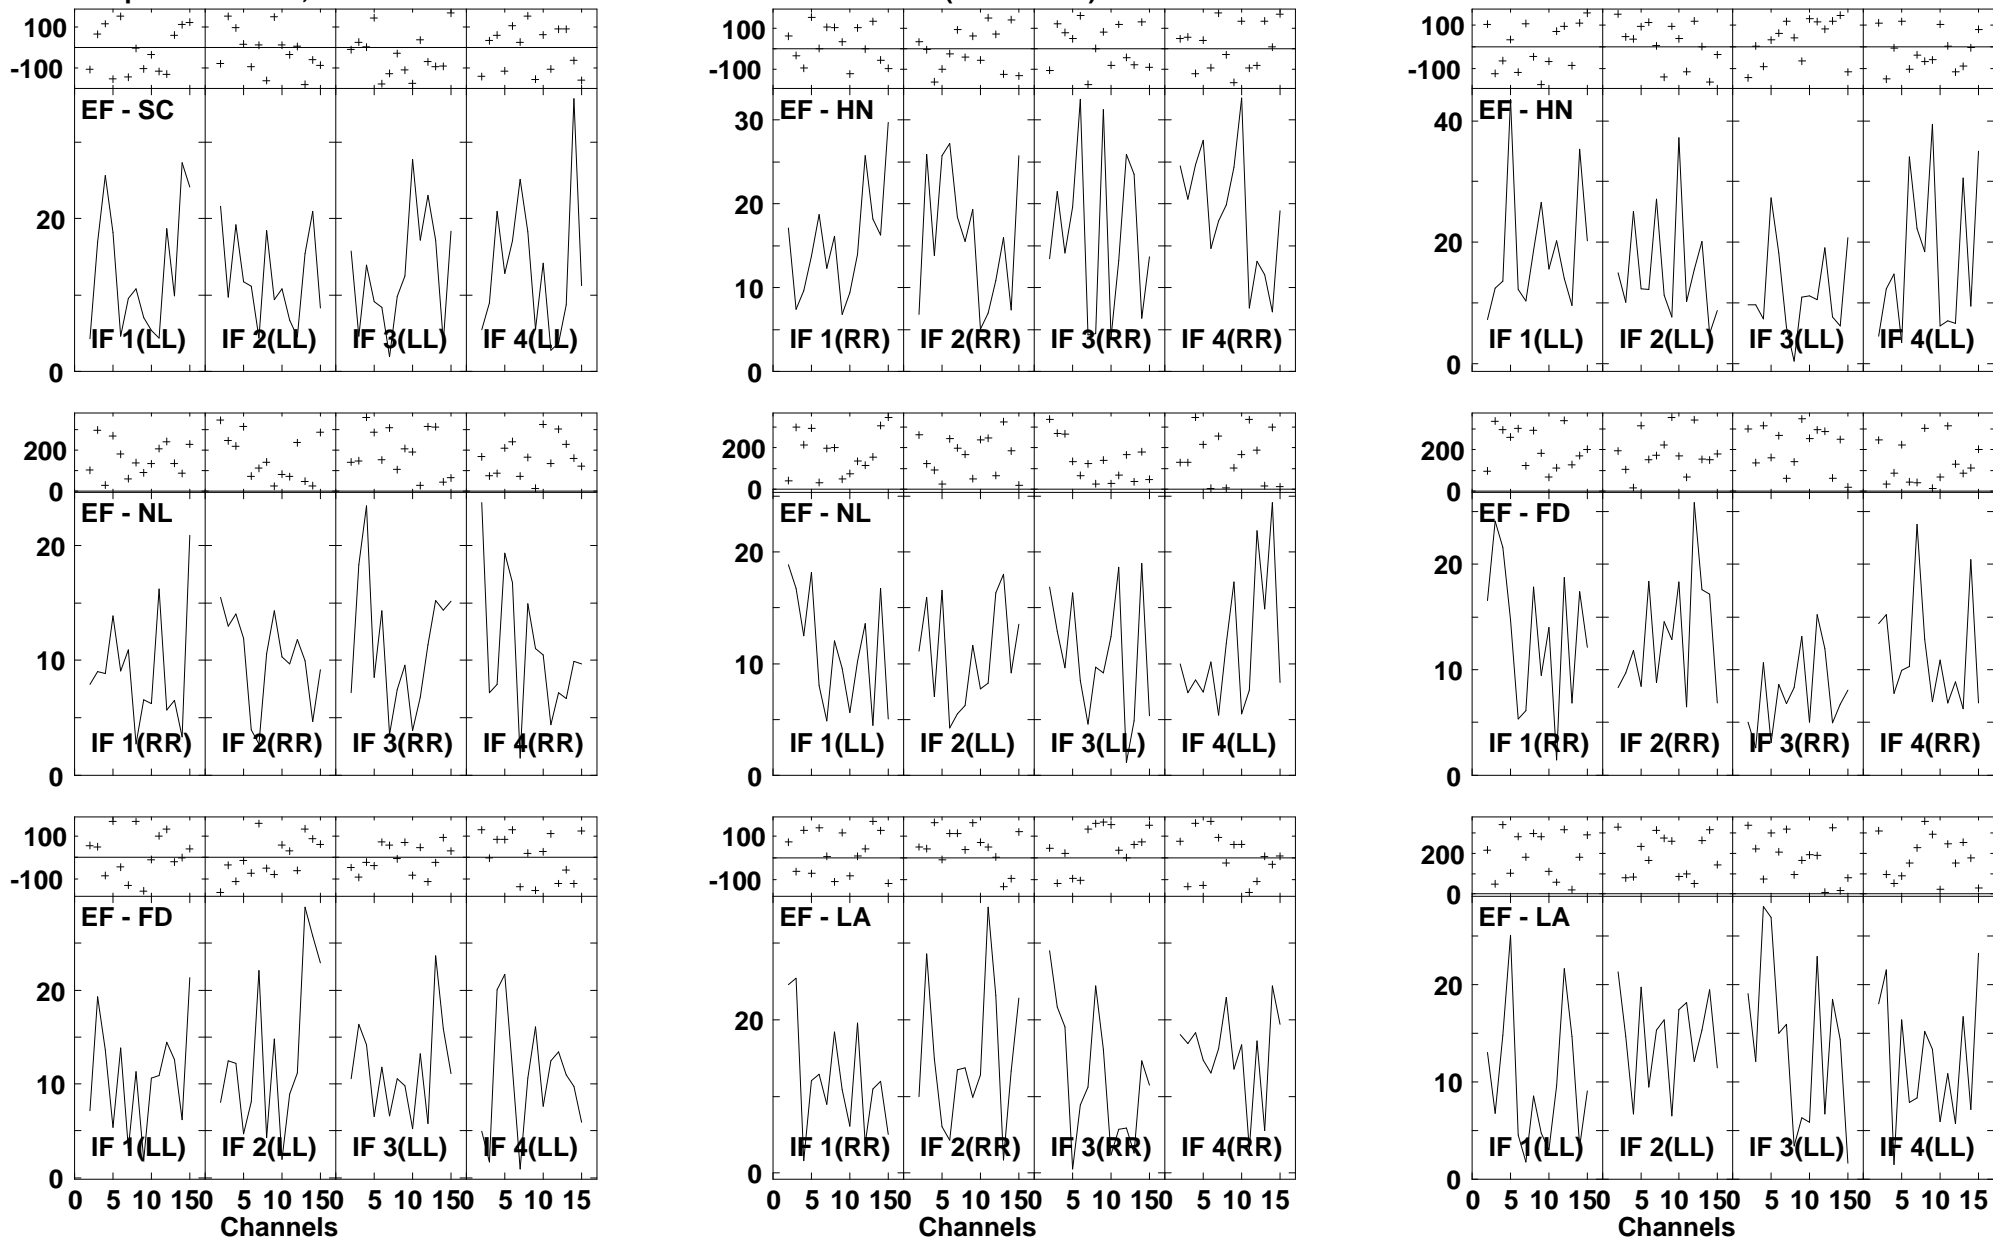 100
-100
EF - SC
20
0
IF 1(LL) IF 2(LL) IF 3(LL) IF 4(LL)
100
-100
EF - HN
30
20
10
0
IF 1(RR) IF 2(RR) IF 3(RR) IF 4(RR)
100
-100
EF - HN
40
20
0
IF 1(LL) IF 2(LL) IF 3(LL) IF 4(LL)
200
0
EF - NL
20
10
0
IF 1(RR) IF 2(RR) IF 3(RR) IF 4(RR)
200
0
EF - NL
20
10
0
IF 1(LL) IF 2(LL) IF 3(LL) IF 4(LL)
200
0
EF - FD
20
10
0
IF 1(RR) IF 2(RR) IF 3(RR) IF 4(RR)
100
-100
EF - FD
20
10
0
IF 1(LL) IF 2(LL) IF 3(LL) IF 4(LL)
0 5 10 150 5 10 150 5 10 150 5 10 15
Channels
100
-100
EF - LA
20
0
IF 1(RR) IF 2(RR) IF 3(RR) IF 4(RR)
0 5 10 150 5 10 150 5 10 150 5 10 15
Channels
200
0
EF - LA
20
10
0
IF 1(LL) IF 2(LL) IF 3(LL) IF 4(LL)
0 5 10 150 5 10 150 5 10 150 5 10 15
Channels